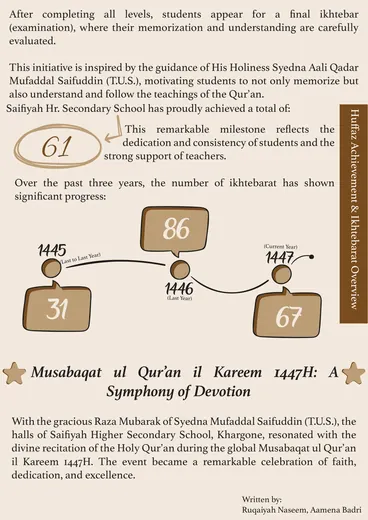 After completing all levels, students appear for a final ikhtebar
(examination), where their memorization and understanding are carefully
evaluated.
This initiative is inspired by the guidance of His Holiness Syedna Aali Qadar
Mufaddal Saifuddin (T.U.S.), motivating students to not only memorize but
also understand and follow the teachings of the Qur'an.
Saifiyah Hr. Secondary School has proudly achieved a total of:
61
This remarkable milestone reflects the
dedication and consistency of students and the
strong support of teachers.
Huffaz Achievement & Ikhtebarat Overview
Over the past three years, the number of ikhtebarat has shown
significant progress:
1445
(Last to Last Year)
31
86
1446
(Last Year)
(Current Year)
1447
67
Musabaqat ul Qur'an il Kareem 1447H: A
Symphony of Devotion
With the gracious Raza Mubarak of Syedna Mufaddal Saifuddin (T.U.S.), the
halls of Saifiyah Higher Secondary School, Khargone, resonated with the
divine recitation of the Holy Qur'an during the global Musabaqat ul Qur'an
il Kareem 1447H. The event became a remarkable celebration of faith,
dedication, and excellence.
Written by:
Ruqaiyah Naseem, Aamena Badri